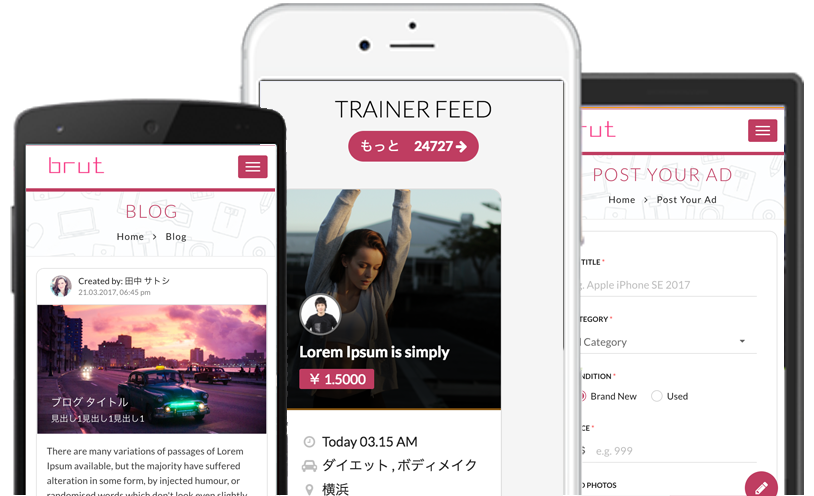 brut
BLOG
Home > Blog
Created by: 田中 サトシ
21.03.2017, 06:45 pm
ブログ タイトル
見出し1見出し1見出し1
There are many variations of passages of Lorem
Ipsum available, but the majority have suffered
alteration in some form, by injected humour, or
randomised words which don't look even slightly
TRAINER FEED
もっと 24727 →
Lorem Ipsum is simply
¥ 1.5000
Today 03.15 AM
ダイエット , ボディメイク
横浜
rut
POST YOUR AD
Home > Post Your Ad
TITLE *
g. Apple iPhone SE 2017
TEGORY *
Category
NDITION *
Brand New Used
CE *
e.g. 999
D PHOTOS